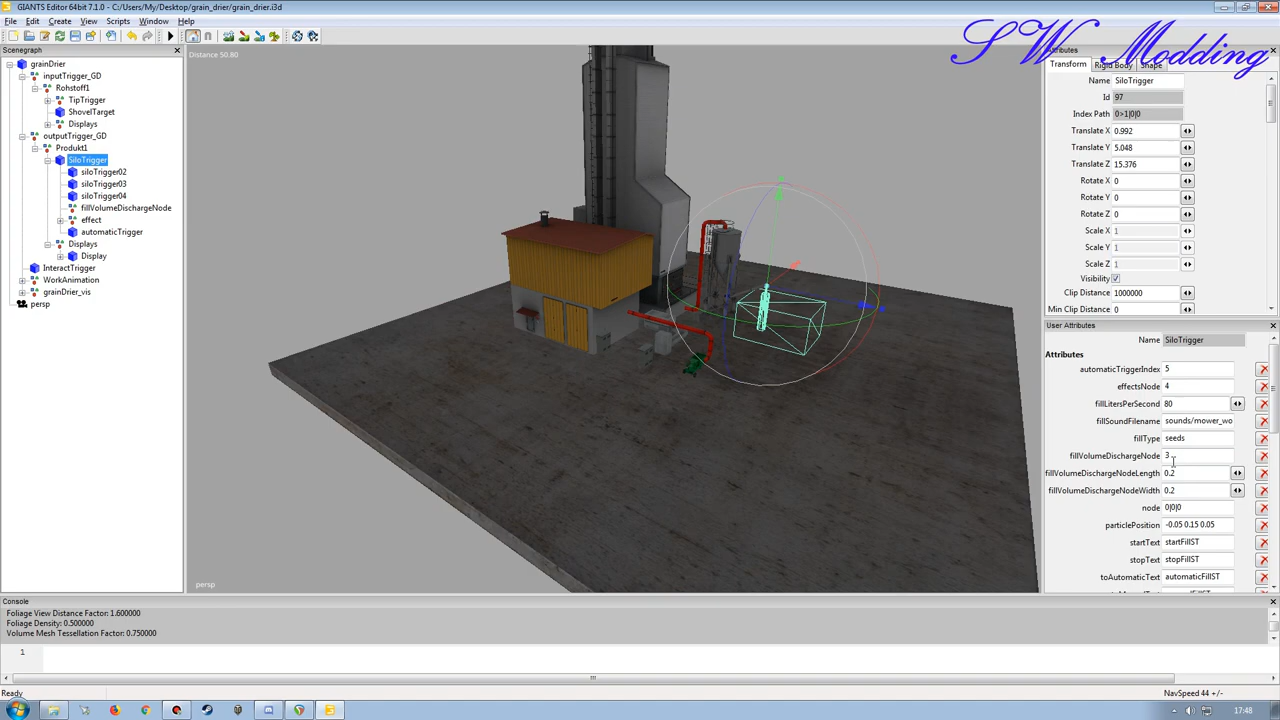 GIANTS Editor 64bit 7.1.0 - C:/Users/My/Desktop/grain_drier/grain_drier.i3d
File Edit Create View Scripts Window Help
SW Modding
Scenegraph
grainDrier
inputTrigger_GD
Rohstoff1
TipTrigger
ShovelTarget
Displays
outputTrigger_GD
Produkt1
SiloTrigger
siloTrigger02
siloTrigger03
siloTrigger04
fillVolumeDischargeNode
effect
automaticTrigger
Displays
Display
InteractTrigger
WorkAnimation
grainDrier_vis
persp
Distance 50.80
persp
Attributes
Transform Rigid Body Shape
Name SiloTrigger
Id 97
Index Path 0>1|0|0
Translate X 0.992
Translate Y 5.048
Translate Z 15.376
Rotate X 0
Rotate Y 0
Rotate Z 0
Scale X 1
Scale Y 1
Scale Z 1
Visibility
Clip Distance 1000000
Min Clip Distance 0
User Attributes
Name SiloTrigger
Attributes
automaticTriggerIndex 5
effectsNode 4
fillLitersPerSecond 80
fillSoundFilename sounds/mower_wo
fillType seeds
fillVolumeDischargeNode 3
fillVolumeDischargeNodeLength 0.2
fillVolumeDischargeNodeWidth 0.2
node 0|0|0
particlePosition -0.05 0.15 0.05
startText startFillST
stopText stopFillST
toAutomaticText automaticFillST
Console
Foliage View Distance Factor: 1.600000
Foliage Density: 0.500000
Volume Mesh Tessellation Factor: 0.750000
1
Ready
NavSpeed 44 +/-
17:48